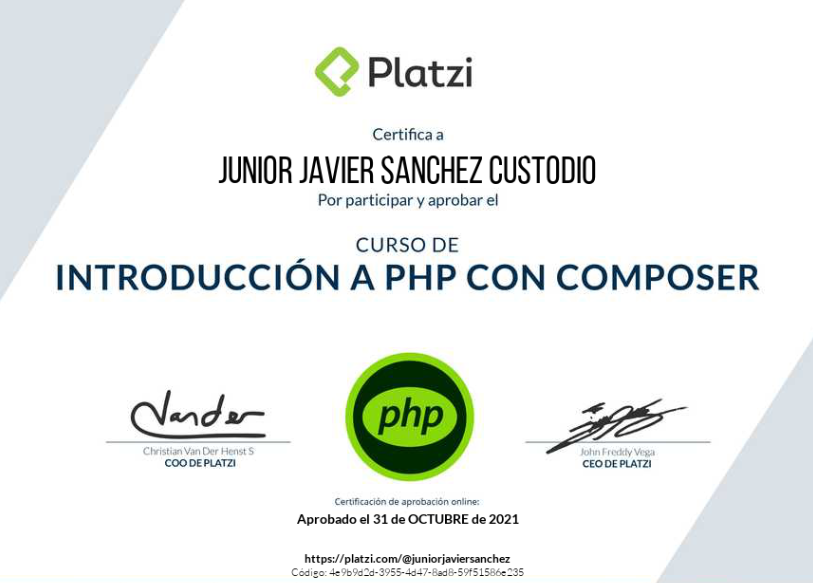 Platzi
Certifica a
JUNIOR JAVIER SANCHEZ CUSTODIO
Por participar y aprobar el
CURSO DE
INTRODUCCIÓN A PHP CON COMPOSER
Vander
php
Christian Van Der Henst S
COO DE PLATZI
John Freddy Vega
CEO DE PLATZI
Certificación de aprobación online:
Aprobado el 31 de OCTUBRE de 2021
https://platzi.com/@juniorjaviersanchez
Código: 4e9b9d2d-3955-4d47-8ad8-59f51586e235